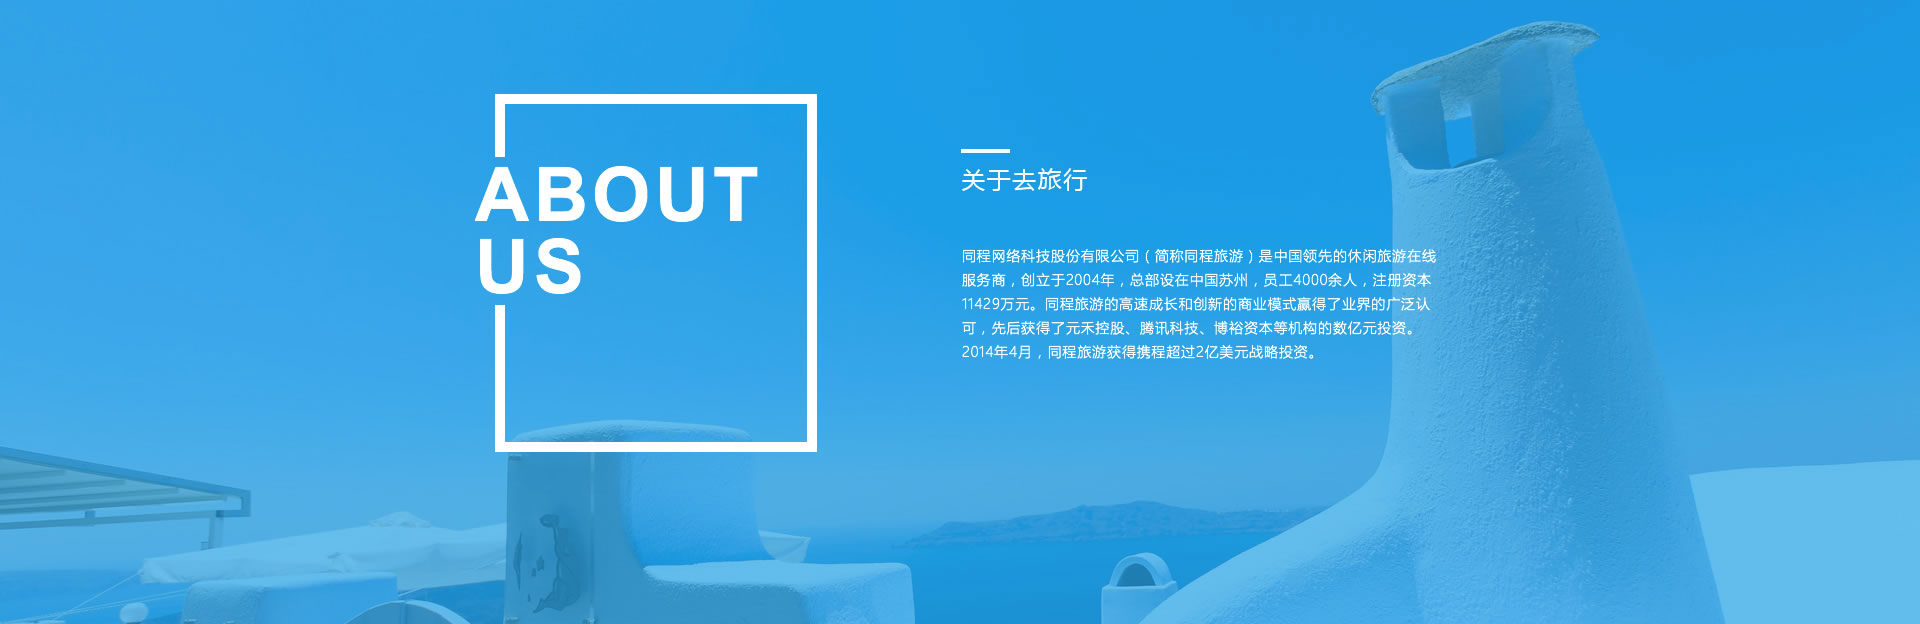 ABOUT
US
关于去旅行
同程网络科技股份有限公司（简称同程旅游）是中国领先的休闲旅游在线
服务商，创立于2004年，总部设在中国苏州，员工4000余人，注册资本
11429万元。同程旅游的高速成长和创新的商业模式赢得了业界的广泛认
可，先后获得了元禾控股、腾讯科技、博裕资本等机构的数亿元投资。
2014年4月，同程旅游获得携程超过2亿美元战略投资。